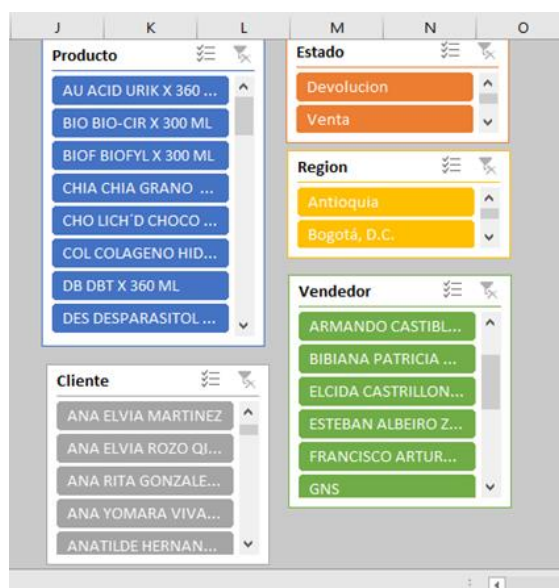 J K L M N O
Producto
AU ACID URIK X 360 ...
BIO BIO-CIR X 300 ML
BIOF BIOFYL X 300 ML
CHIA CHIA GRANO ...
CHO LICH´D CHOCO ...
COL COLAGENO HID...
DB DBT X 360 ML
DES DESPARASITOL ...
Cliente
ANA ELVIA MARTINEZ
ANA ELVIA ROZO QI...
ANA RITA GONZALE...
ANA YOMARA VIVA...
ANATILDE HERNAN...
Estado
Devolucion
Venta
Region
Antioquia
Bogotá, D.C.
Vendedor
ARMANDO CASTIBL...
BIBIANA PATRICIA ...
ELCIDA CASTRILLON...
ESTEBAN ALBEIRO Z...
FRANCISCO ARTUR...
GNS